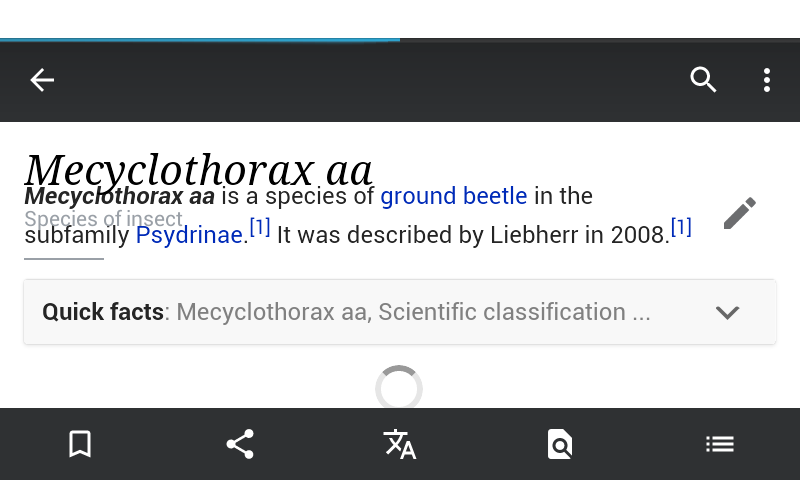 Mecyclothorax aa
Mecyclothorax aa is a species of ground beetle in the
Species of insect
subfamily Psydrinae.[1] It was described by Liebherr in 2008.[1]
Quick facts: Mecyclothorax aa, Scientific classification ...